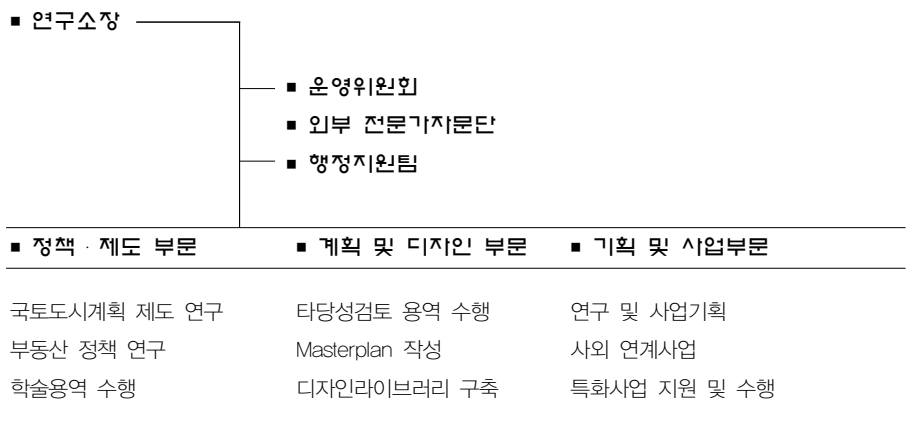 ■ 연구소장
■ 운영위원회
■ 외부 전문가자문단
■ 행정지원팀
■ 정책 · 제도 부문 ■ 계획 및 디자인 부문 ■ 기획 및 사업부문
국토도시계획 제도 연구 타당성검토 용역 수행 연구 및 사업기획
부동산 정책 연구 Masterplan 작성 사외 연계사업
학술용역 수행 디자인라이브러리 구축 특화사업 지원 및 수행